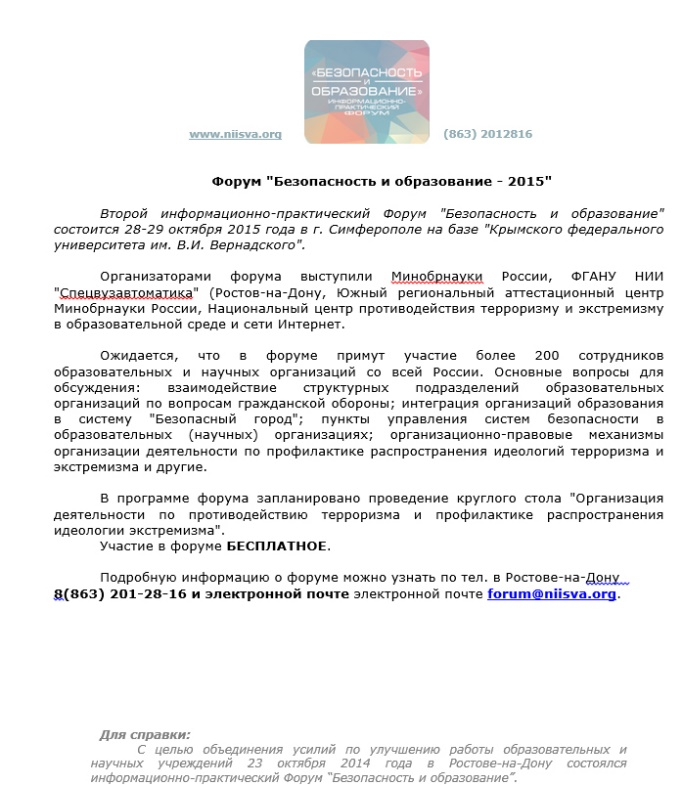 «БЕЗОПАСНОСТЬ
И
ОБРАЗОВАНИЕ»
ИНФОРМАЦИОННО-
ПРАКТИЧЕСКИЙ
ФОРУМ
www.niisva.org (863) 2012816
Форум "Безопасность и образование - 2015"
Второй информационно-практический Форум "Безопасность и образование"
состоится 28-29 октября 2015 года в г. Симферополе на базе "Крымского федерального
университета им. В.И. Вернадского".
Организаторами форума выступили Минобрнауки России, ФГАНУ НИИ
"Спецвузавтоматика" (Ростов-на-Дону, Южный региональный аттестационный центр
Минобрнауки России, Национальный центр противодействия терроризму и экстремизму
в образовательной среде и сети Интернет.
Ожидается, что в форуме примут участие более 200 сотрудников
образовательных и научных организаций со всей России. Основные вопросы для
обсуждения: взаимодействие структурных подразделений образовательных
организаций по вопросам гражданской обороны; интеграция организаций образования
в систему "Безопасный город"; пункты управления систем безопасности в
образовательных (научных) организациях; организационно-правовые механизмы
организации деятельности по профилактике распространения идеологий терроризма и
экстремизма и другие.
В программе форума запланировано проведение круглого стола "Организация
деятельности по противодействию терроризма и профилактике распространения
идеологии экстремизма".
Участие в форуме БЕСПЛАТНОЕ.
Подробную информацию о форуме можно узнать по тел. в Ростове-на-Дону
8(863) 201-28-16 и электронной почте электронной почте forum@niisva.org.
Для справки:
С целью объединения усилий по улучшению работы образовательных и
научных учреждений 23 октября 2014 года в Ростове-на-Дону состоялся
информационно-практический Форум "Безопасность и образование".